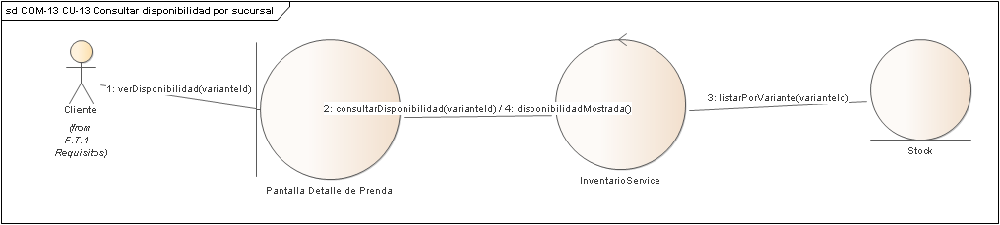 sd COM-13 CU-13 Consultar disponibilidad por sucursal
1: verDisponibilidad(varianteId)
2: consultarDisponibilidad(varianteId) / 4: disponibilidadMostrada()
3: listarPorVariante(varianteId)
Cliente
(from
F.T.1 -
Requisitos)
Pantalla Detalle de Prenda
InventarioService
Stock